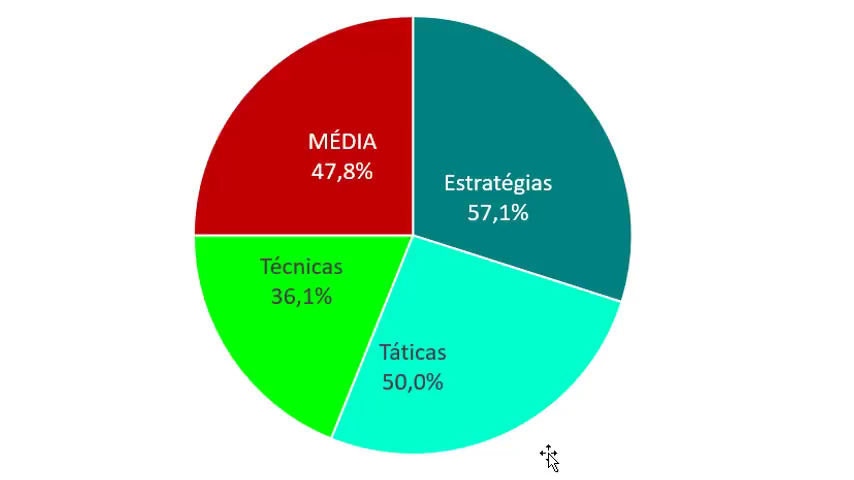 MÉDIA
47,8%
Estratégias
57,1%
Técnicas
36,1%
Táticas
50,0%